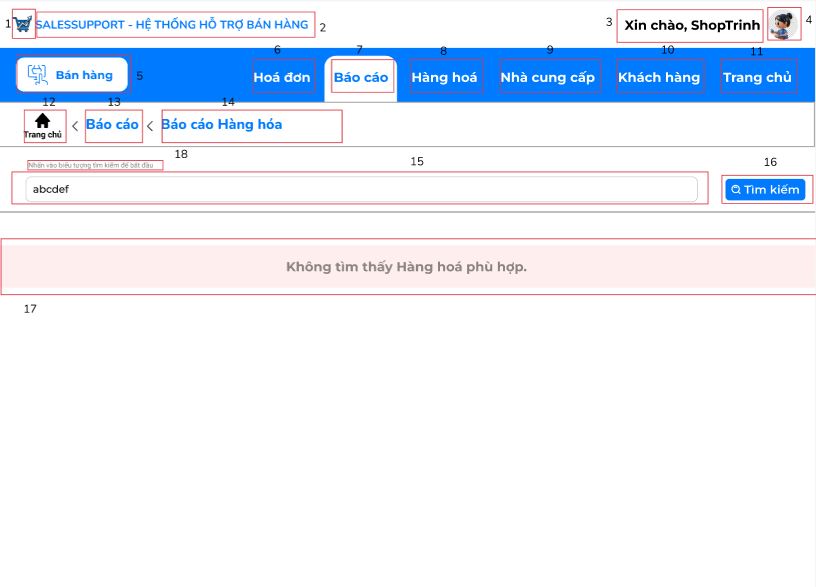 1 SALESSUPPORT - HỆ THỐNG HỖ TRỢ BÁN HÀNG 2 3 Xin chào, ShopTrinh 4
6 7 8 9 10 11
Bán hàng 5 Hoá đơn Báo cáo Hàng hoá Nhà cung cấp Khách hàng Trang chủ
12 13 14
Trang chủ Báo cáo Báo cáo Hàng hóa
18 15 16
Nhấn vào biểu tượng tìm kiếm để bắt đầu
abcdef Tìm kiếm
Không tìm thấy Hàng hoá phù hợp.
17